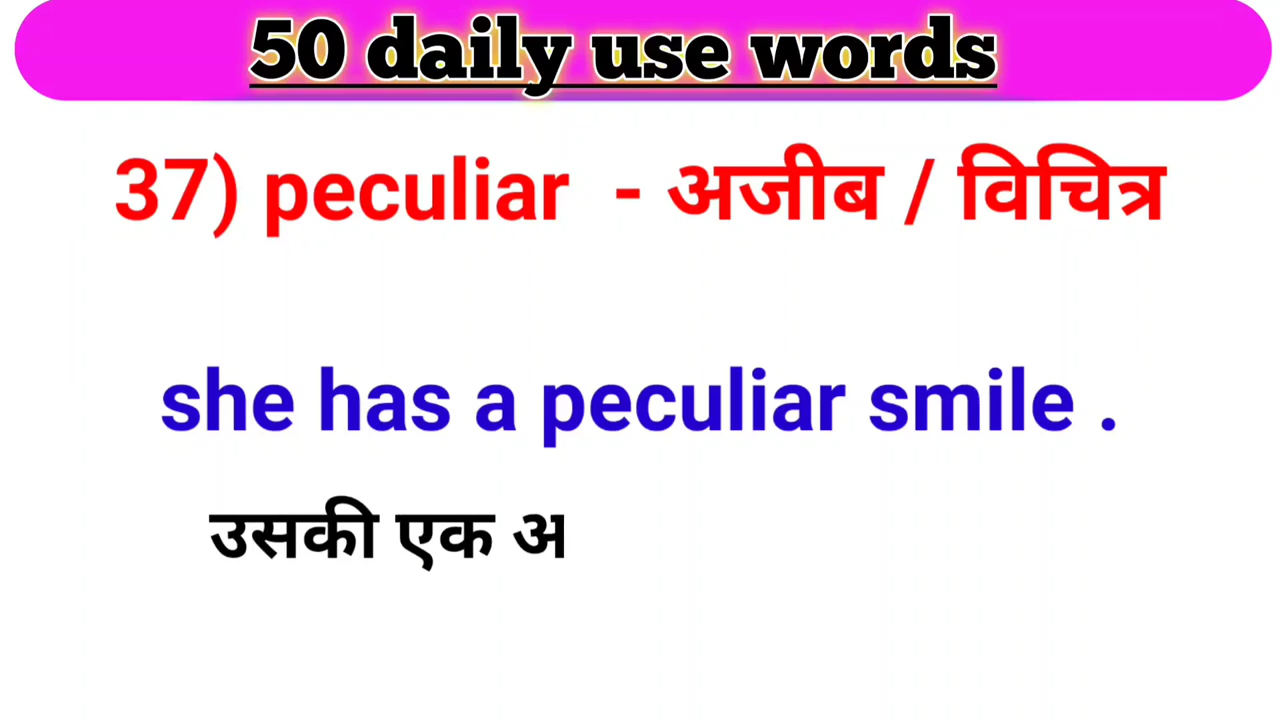 50 daily use words
37) peculiar - अजीब / विचित्र
she has a peculiar smile .
उसकी एक अ